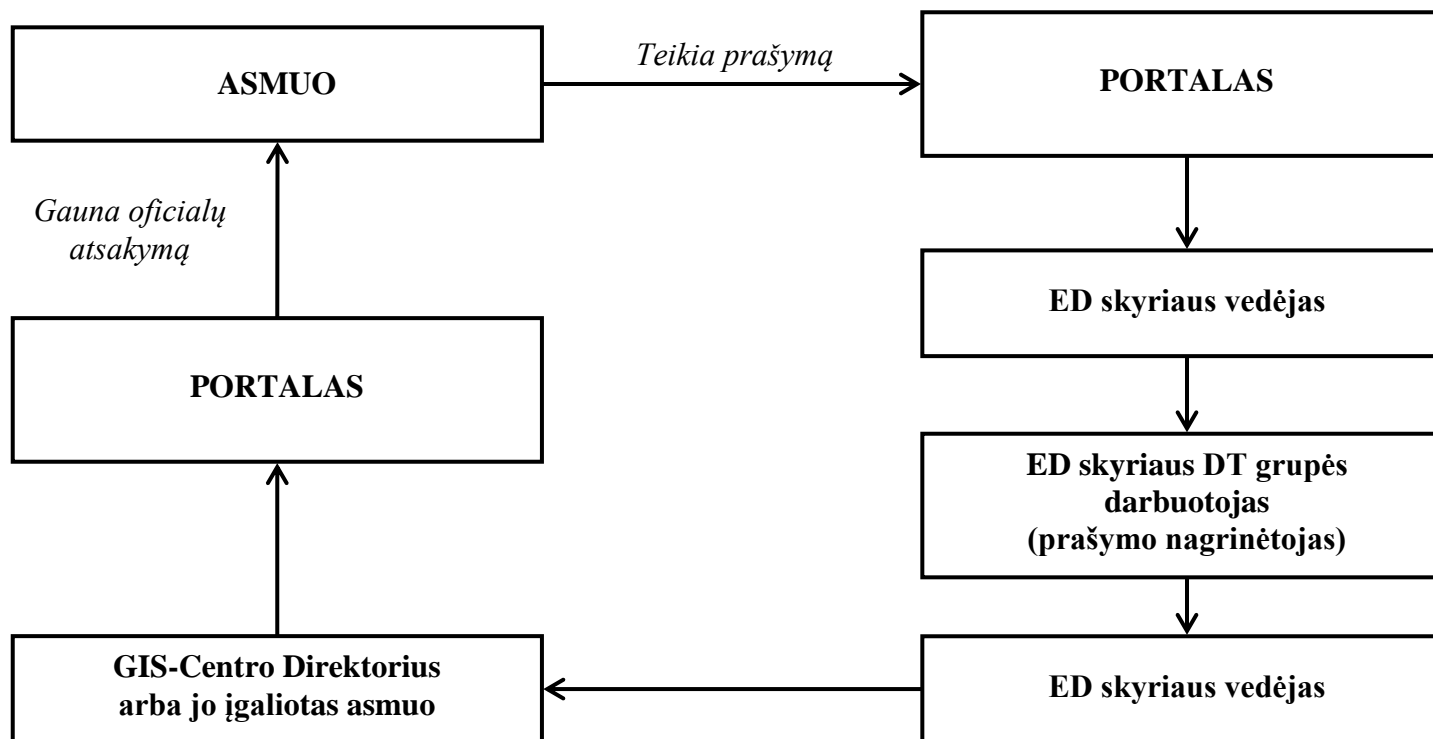 ASMUO
Teikia prašymą
PORTALAS
ED skyriaus vedėjas
ED skyriaus DT grupės
darbuotojas
(prašymo nagrinėtojas)
ED skyriaus vedėjas
GIS-Centro Direktorius
arba jo įgaliotas asmuo
PORTALAS
Gauna oficialų
atsakymą